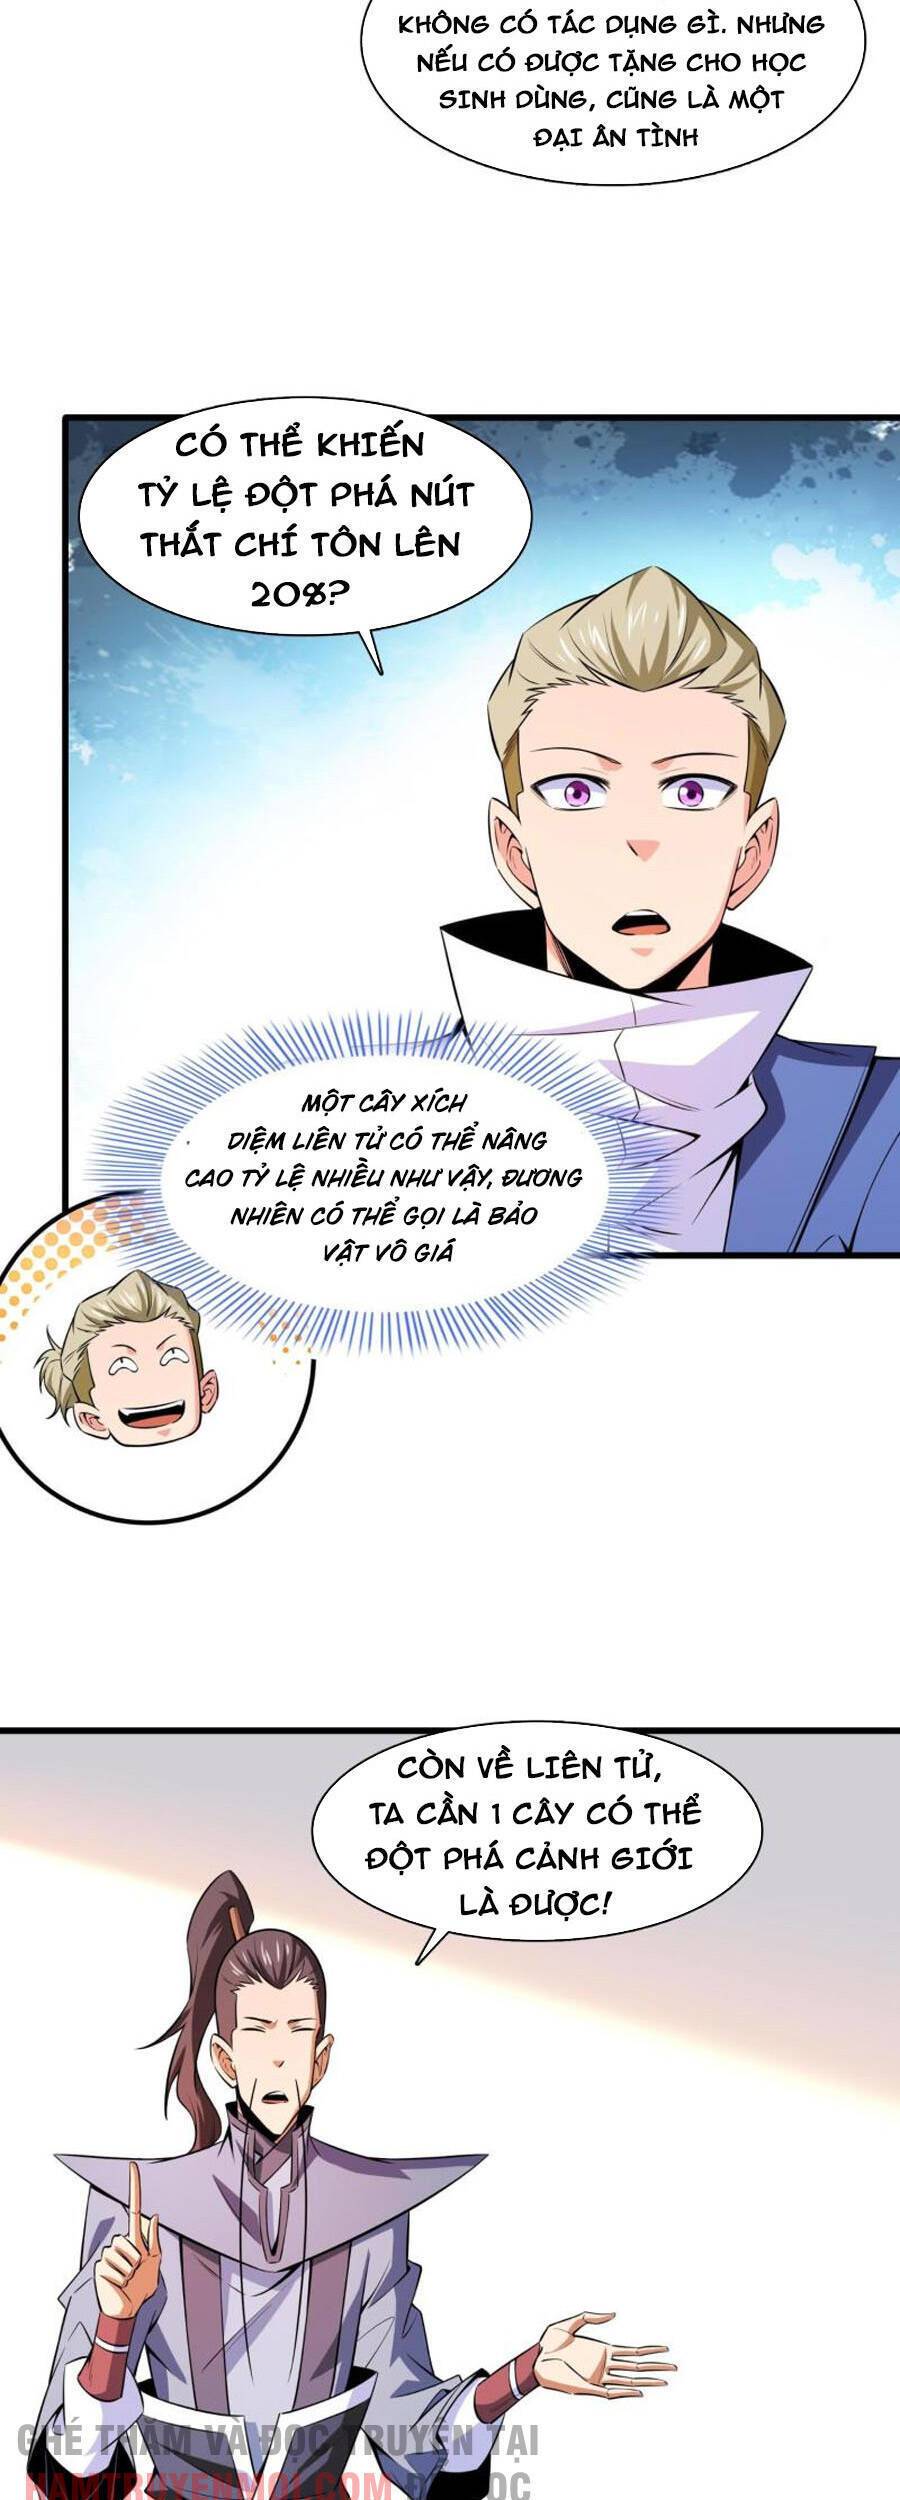 KHÔNG CÓ TÁC DỤNG GÌ. NHƯNG
NẾU CÓ ĐƯỢC TẶNG CHO HỌC
SINH DÙNG, CŨNG LÀ MỘT
ĐẠI ÂN TÌNH
CÓ THỂ KHIẾN
TỶ LỆ ĐỘT PHÁ NÚT
THẮT CHÍ TÔN LÊN
20%?
MỘT CÂY XÍCH
DIỆM LIÊN TỬ CÓ THỂ NÂNG
CAO TỶ LỆ NHIỀU NHƯ VẬY, ĐƯƠNG
NHIÊN CÓ THỂ GỌI LÀ BẢO
VẬT VÔ GIÁ
CÒN VỀ LIÊN TỬ,
TA CẦN 1 CÂY CÓ THỂ
ĐỘT PHÁ CẢNH GIỚI
LÀ ĐƯỢC!
GHÉ THĂM VÀ ĐỌC TRUYỆN TẠI
HAMTRUYENMOI.COM ĐỂ ĐỌC